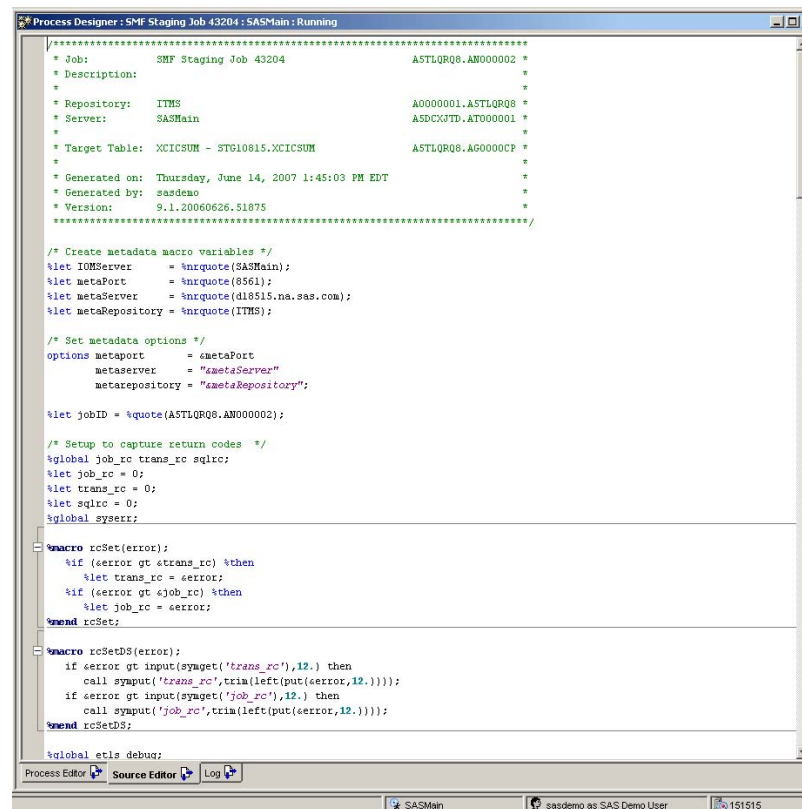 Process Designer : SMF Staging Job 43204 : SASMain : Running
/******************************************************************************
* Job: SMF Staging Job 43204 A5TLQRQ8.AN000002 *
* Description: *
* *
* Repository: ITMS A0000001.A5TLQRQ8 *
* Server: SASMain A5DCXJTD.AT000001 *
* *
* Target Table: XCICSUM - STG10815.XCICSUM A5TLQRQ8.AG0000CP *
* *
* Generated on: Thursday, June 14, 2007 1:45:03 PM EDT *
* Generated by: sasdemo *
* Version: 9.1.20060626.51875 *
******************************************************************************/
/* Create metadata macro variables */
%let IOMServer = %nrquote(SASMain);
%let metaPort = %nrquote(8561);
%let metaServer = %nrquote(d18515.na.sas.com);
%let metaRepository = %nrquote(ITMS);
/* Set metadata options */
options metaport = &metaPort
metaserver = "&metaServer"
metarepository = "&metaRepository";
%let jobID = %quote(A5TLQRQ8.AN000002);
/* Setup to capture return codes */
%global job_rc trans_rc sqlrc;
%let job_rc = 0;
%let trans_rc = 0;
%let sqlrc = 0;
%global syserr;
%macro rcSet(error);
%if (&error gt &trans_rc) %then
%let trans_rc = &error;
%if (&error gt &job_rc) %then
%let job_rc = &error;
%mend rcSet;
%macro rcSetDS(error);
if &error gt input(symget('trans_rc'),12.) then
call symput('trans_rc',trim(left(put(&error,12.))));
if &error gt input(symget('job_rc'),12.) then
call symput('job_rc',trim(left(put(&error,12.))));
%mend rcSetDS;
%global etls_debug;
Process Editor Source Editor Log
SASMain sasdemo as SAS Demo User 151515